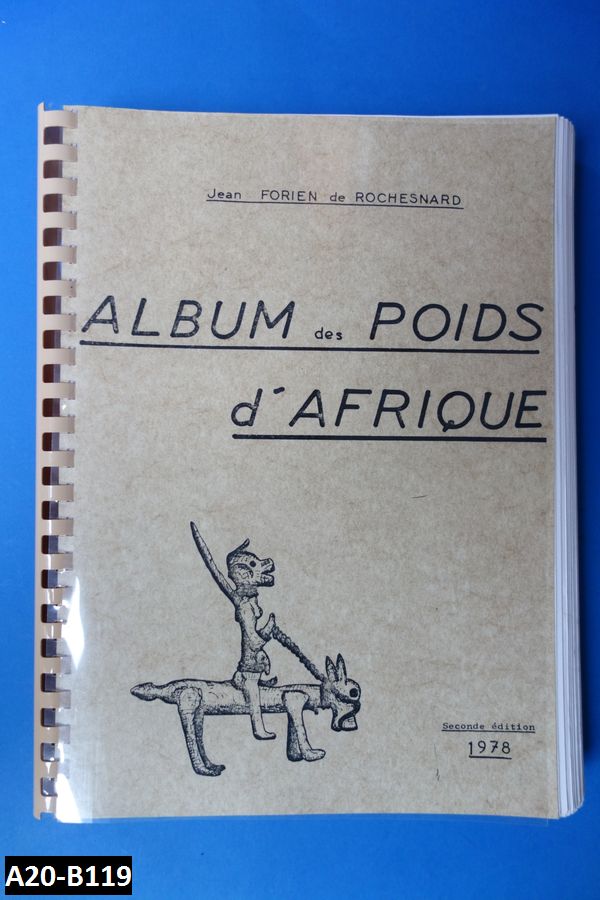 Jean FORIEN de ROCHESNARD
ALBUM des POIDS
d'AFRIQUE
Seconde édition
1978
A20-B119